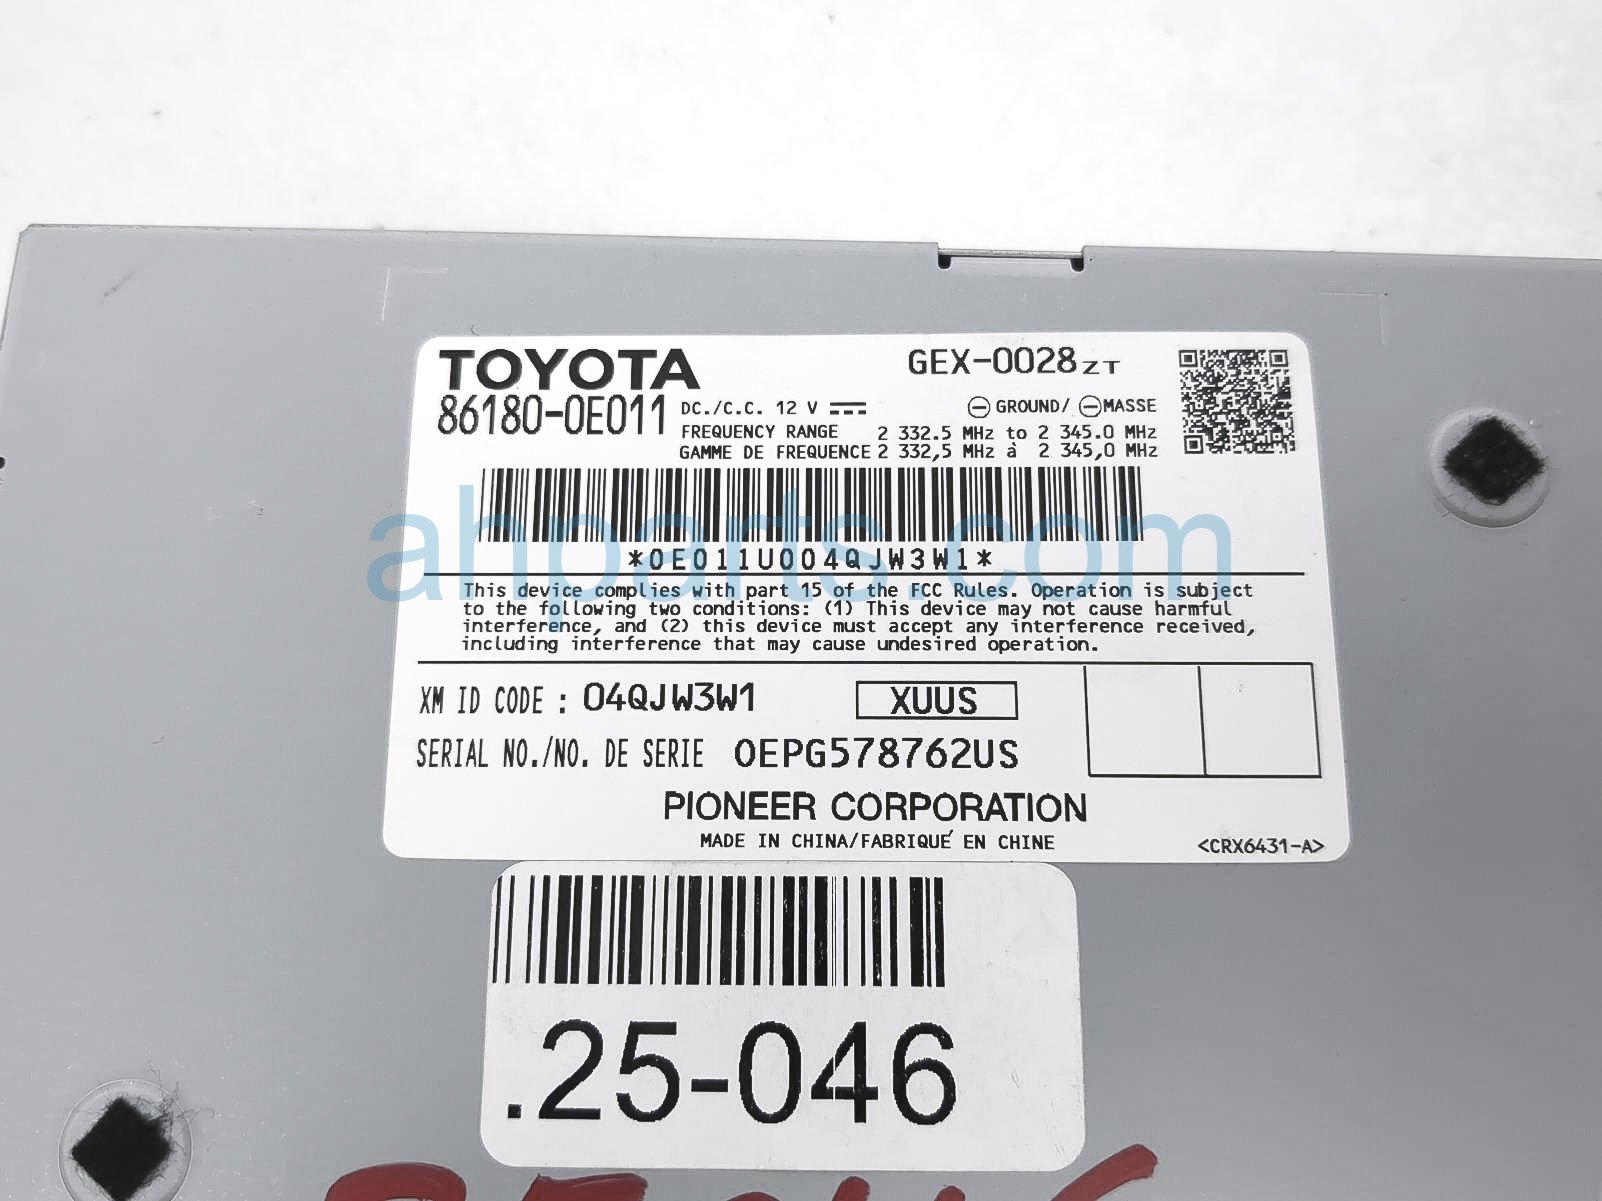 TOYOTA
GEX-0028ZT
86180-0E011
DC./C.C. 12 V
⊖ GROUND/ ⊖MASSE
FREQUENCY RANGE 2 332.5 MHz to 2 345.0 MHz
GAMME DE FREQUENCE 2 332,5 MHz à 2 345,0 MHz
*0E011U004QJW3W1*
ahparts.com
This device complies with part 15 of the FCC Rules. Operation is subject
to the following two conditions: (1) This device may not cause harmful
interference, and (2) this device must accept any interference received,
including interference that may cause undesired operation.
XM ID CODE : 04QJW3W1
XUUS
SERIAL NO./NO. DE SERIE 0EPG578762US
PIONEER CORPORATION
MADE IN CHINA/FABRIQUÉ EN CHINE
<CRX6431-A>
.25-046